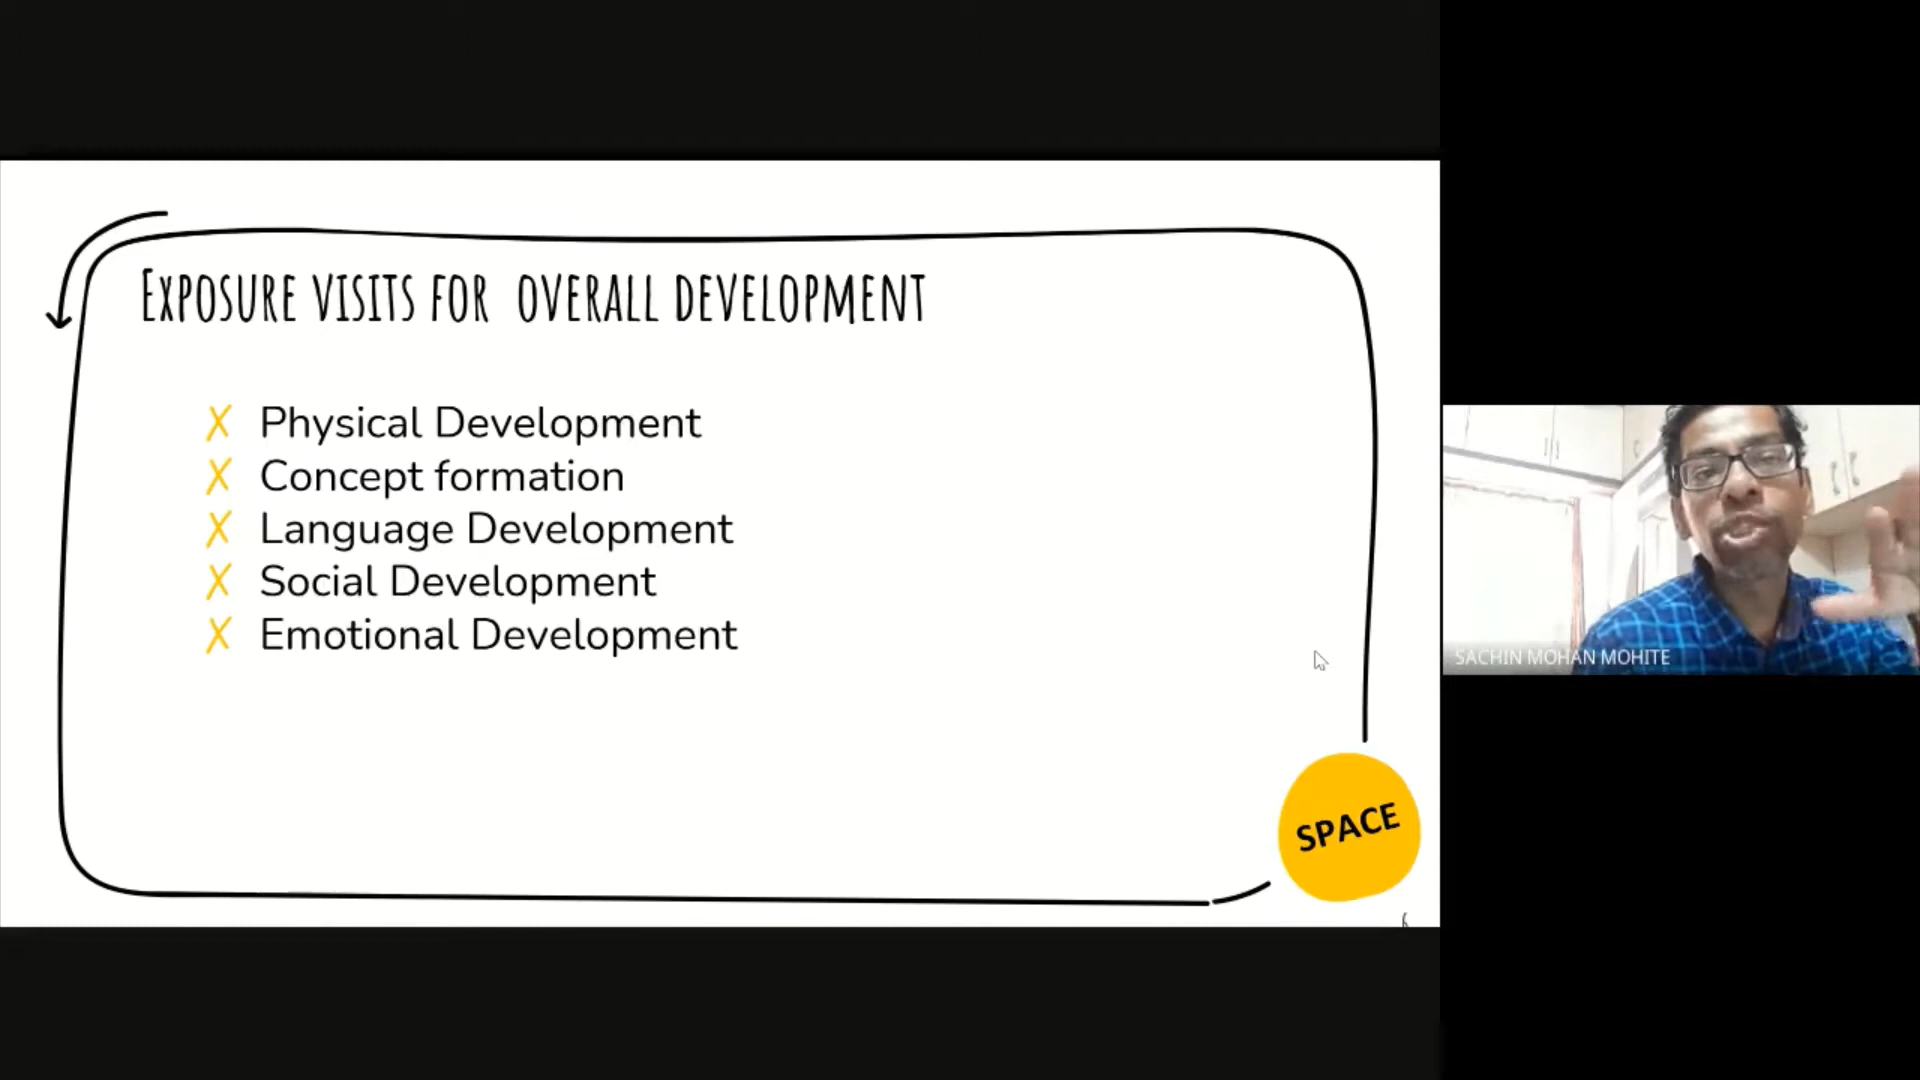 Exposure visits for overall development
✗ Physical Development
✗ Concept formation
✗ Language Development
✗ Social Development
✗ Emotional Development
SPACE
SACHIN MOHAN MOHITE